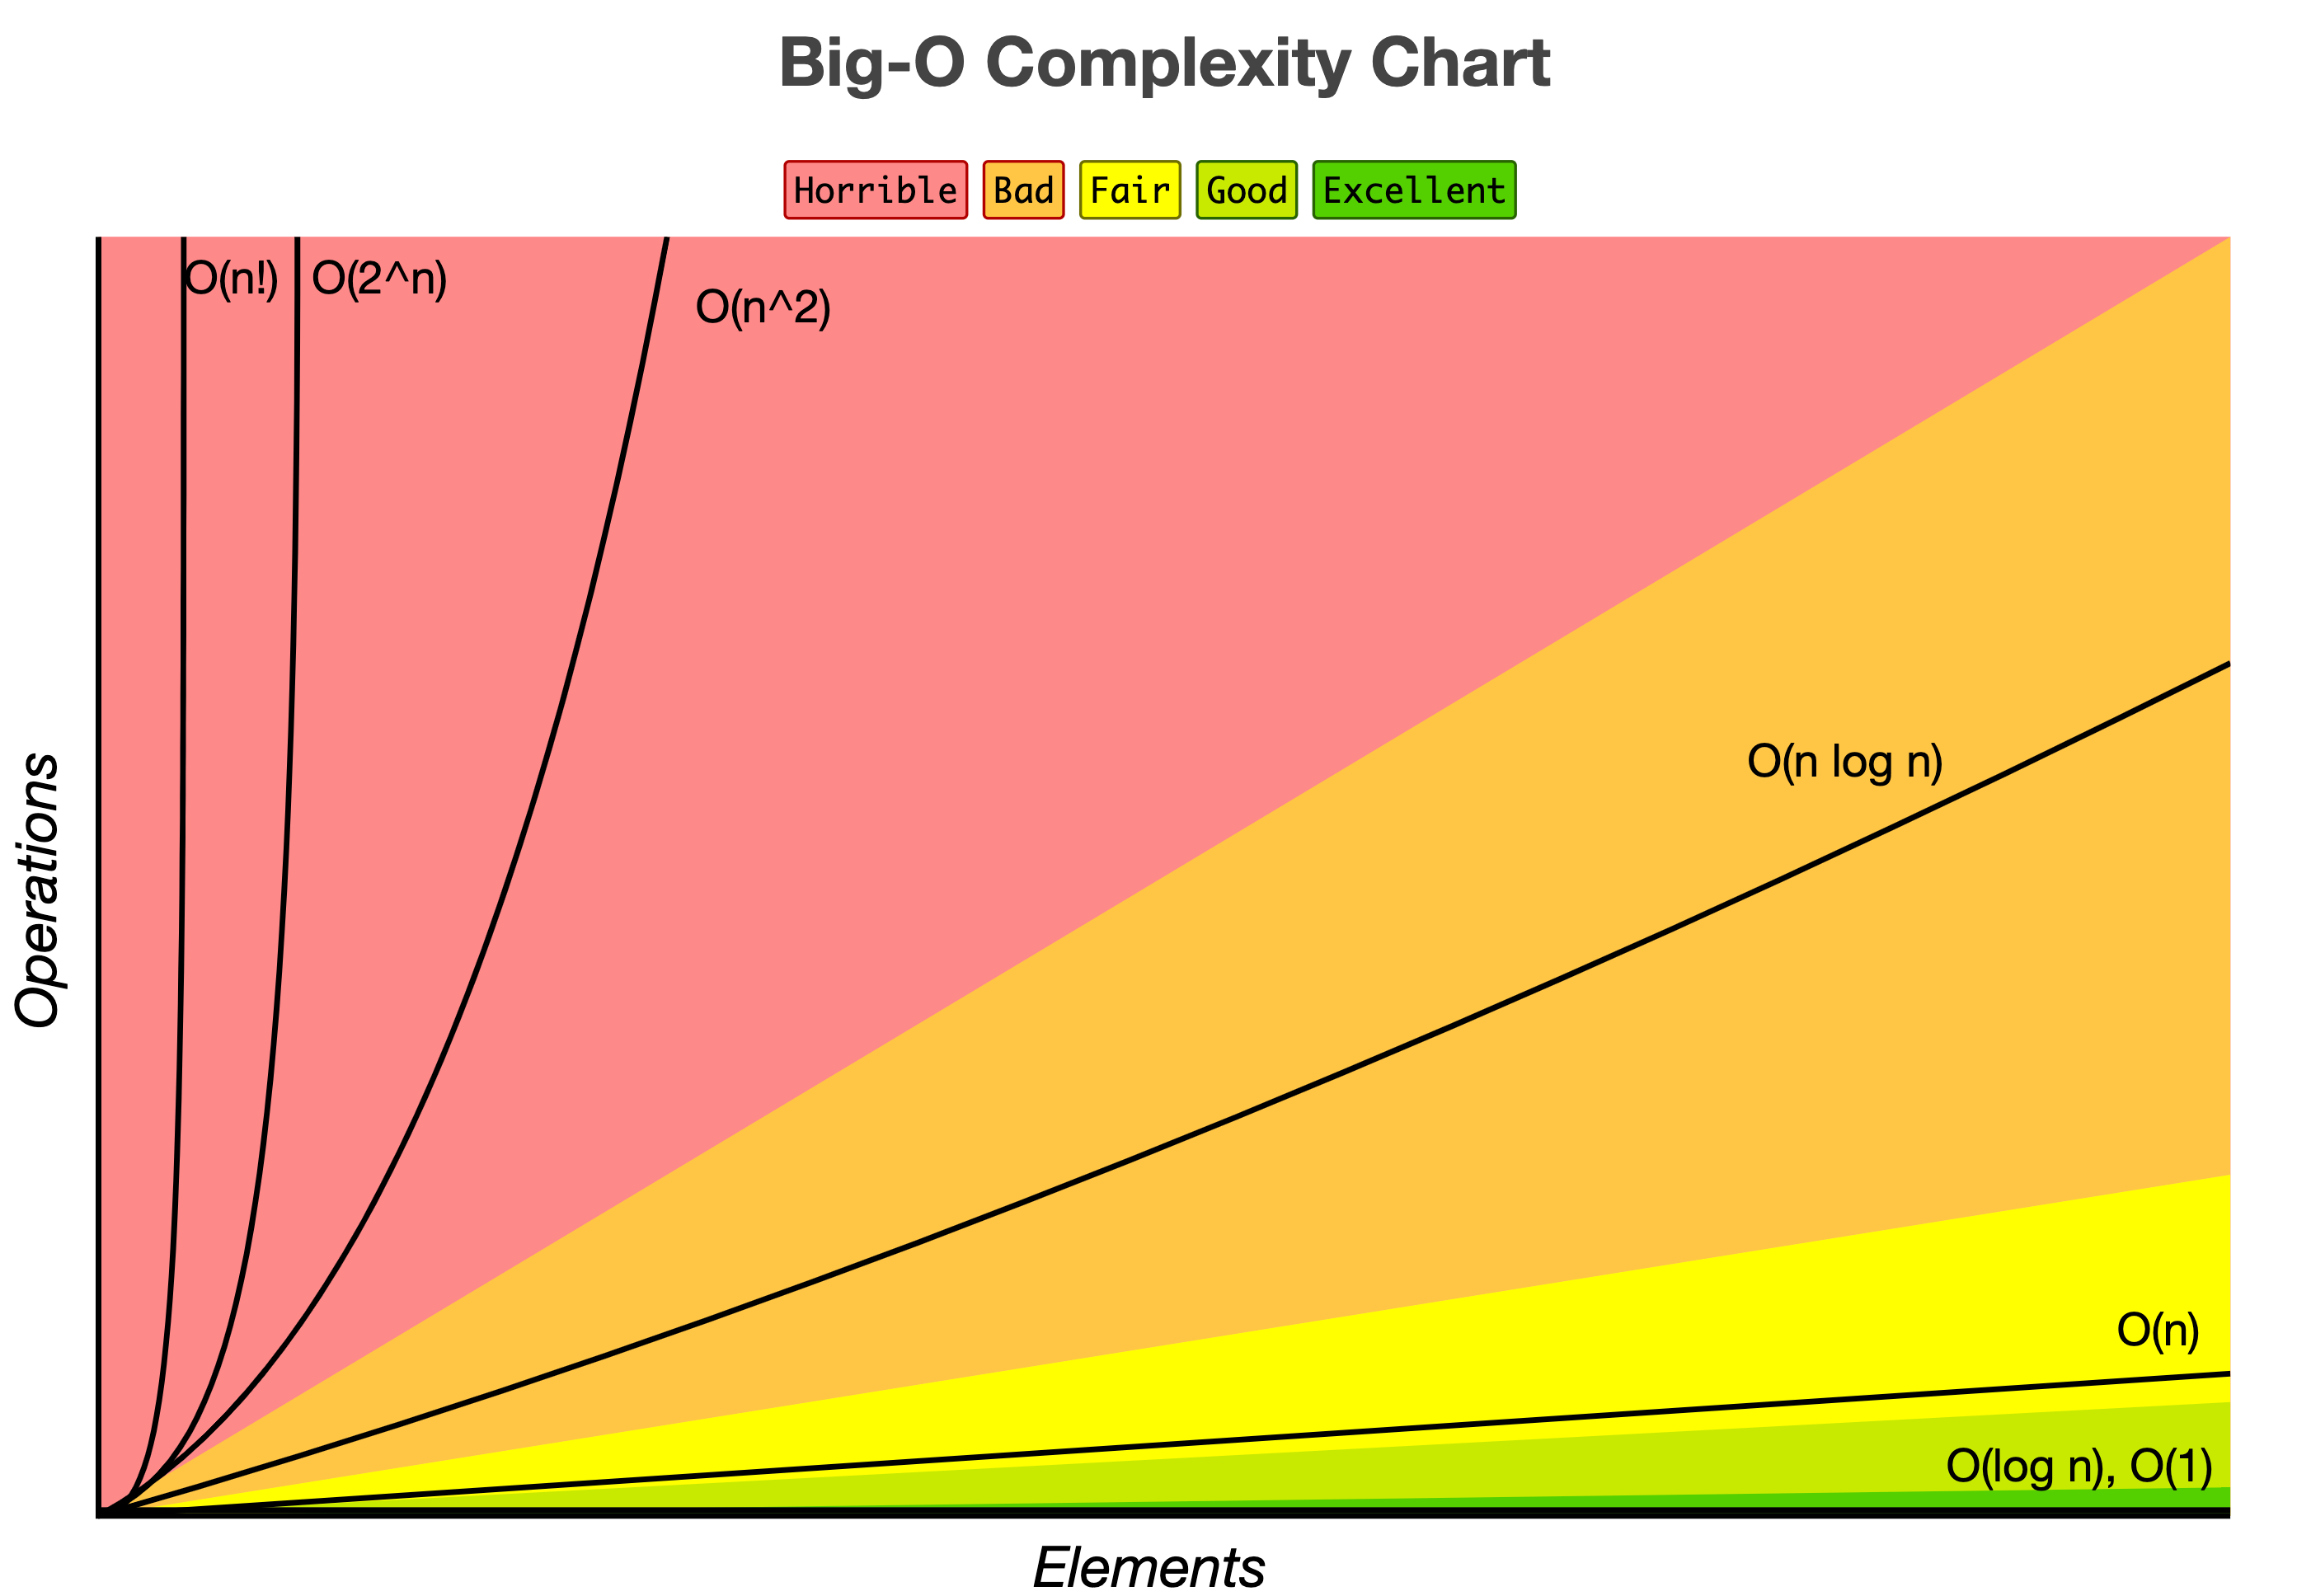 Big-O Complexity Chart
Horrible Bad Fair Good Excellent
O(n!) O(2^n)
O(n^2)
O(n log n)
O(n)
O(log n), O(1)
Operations
Elements